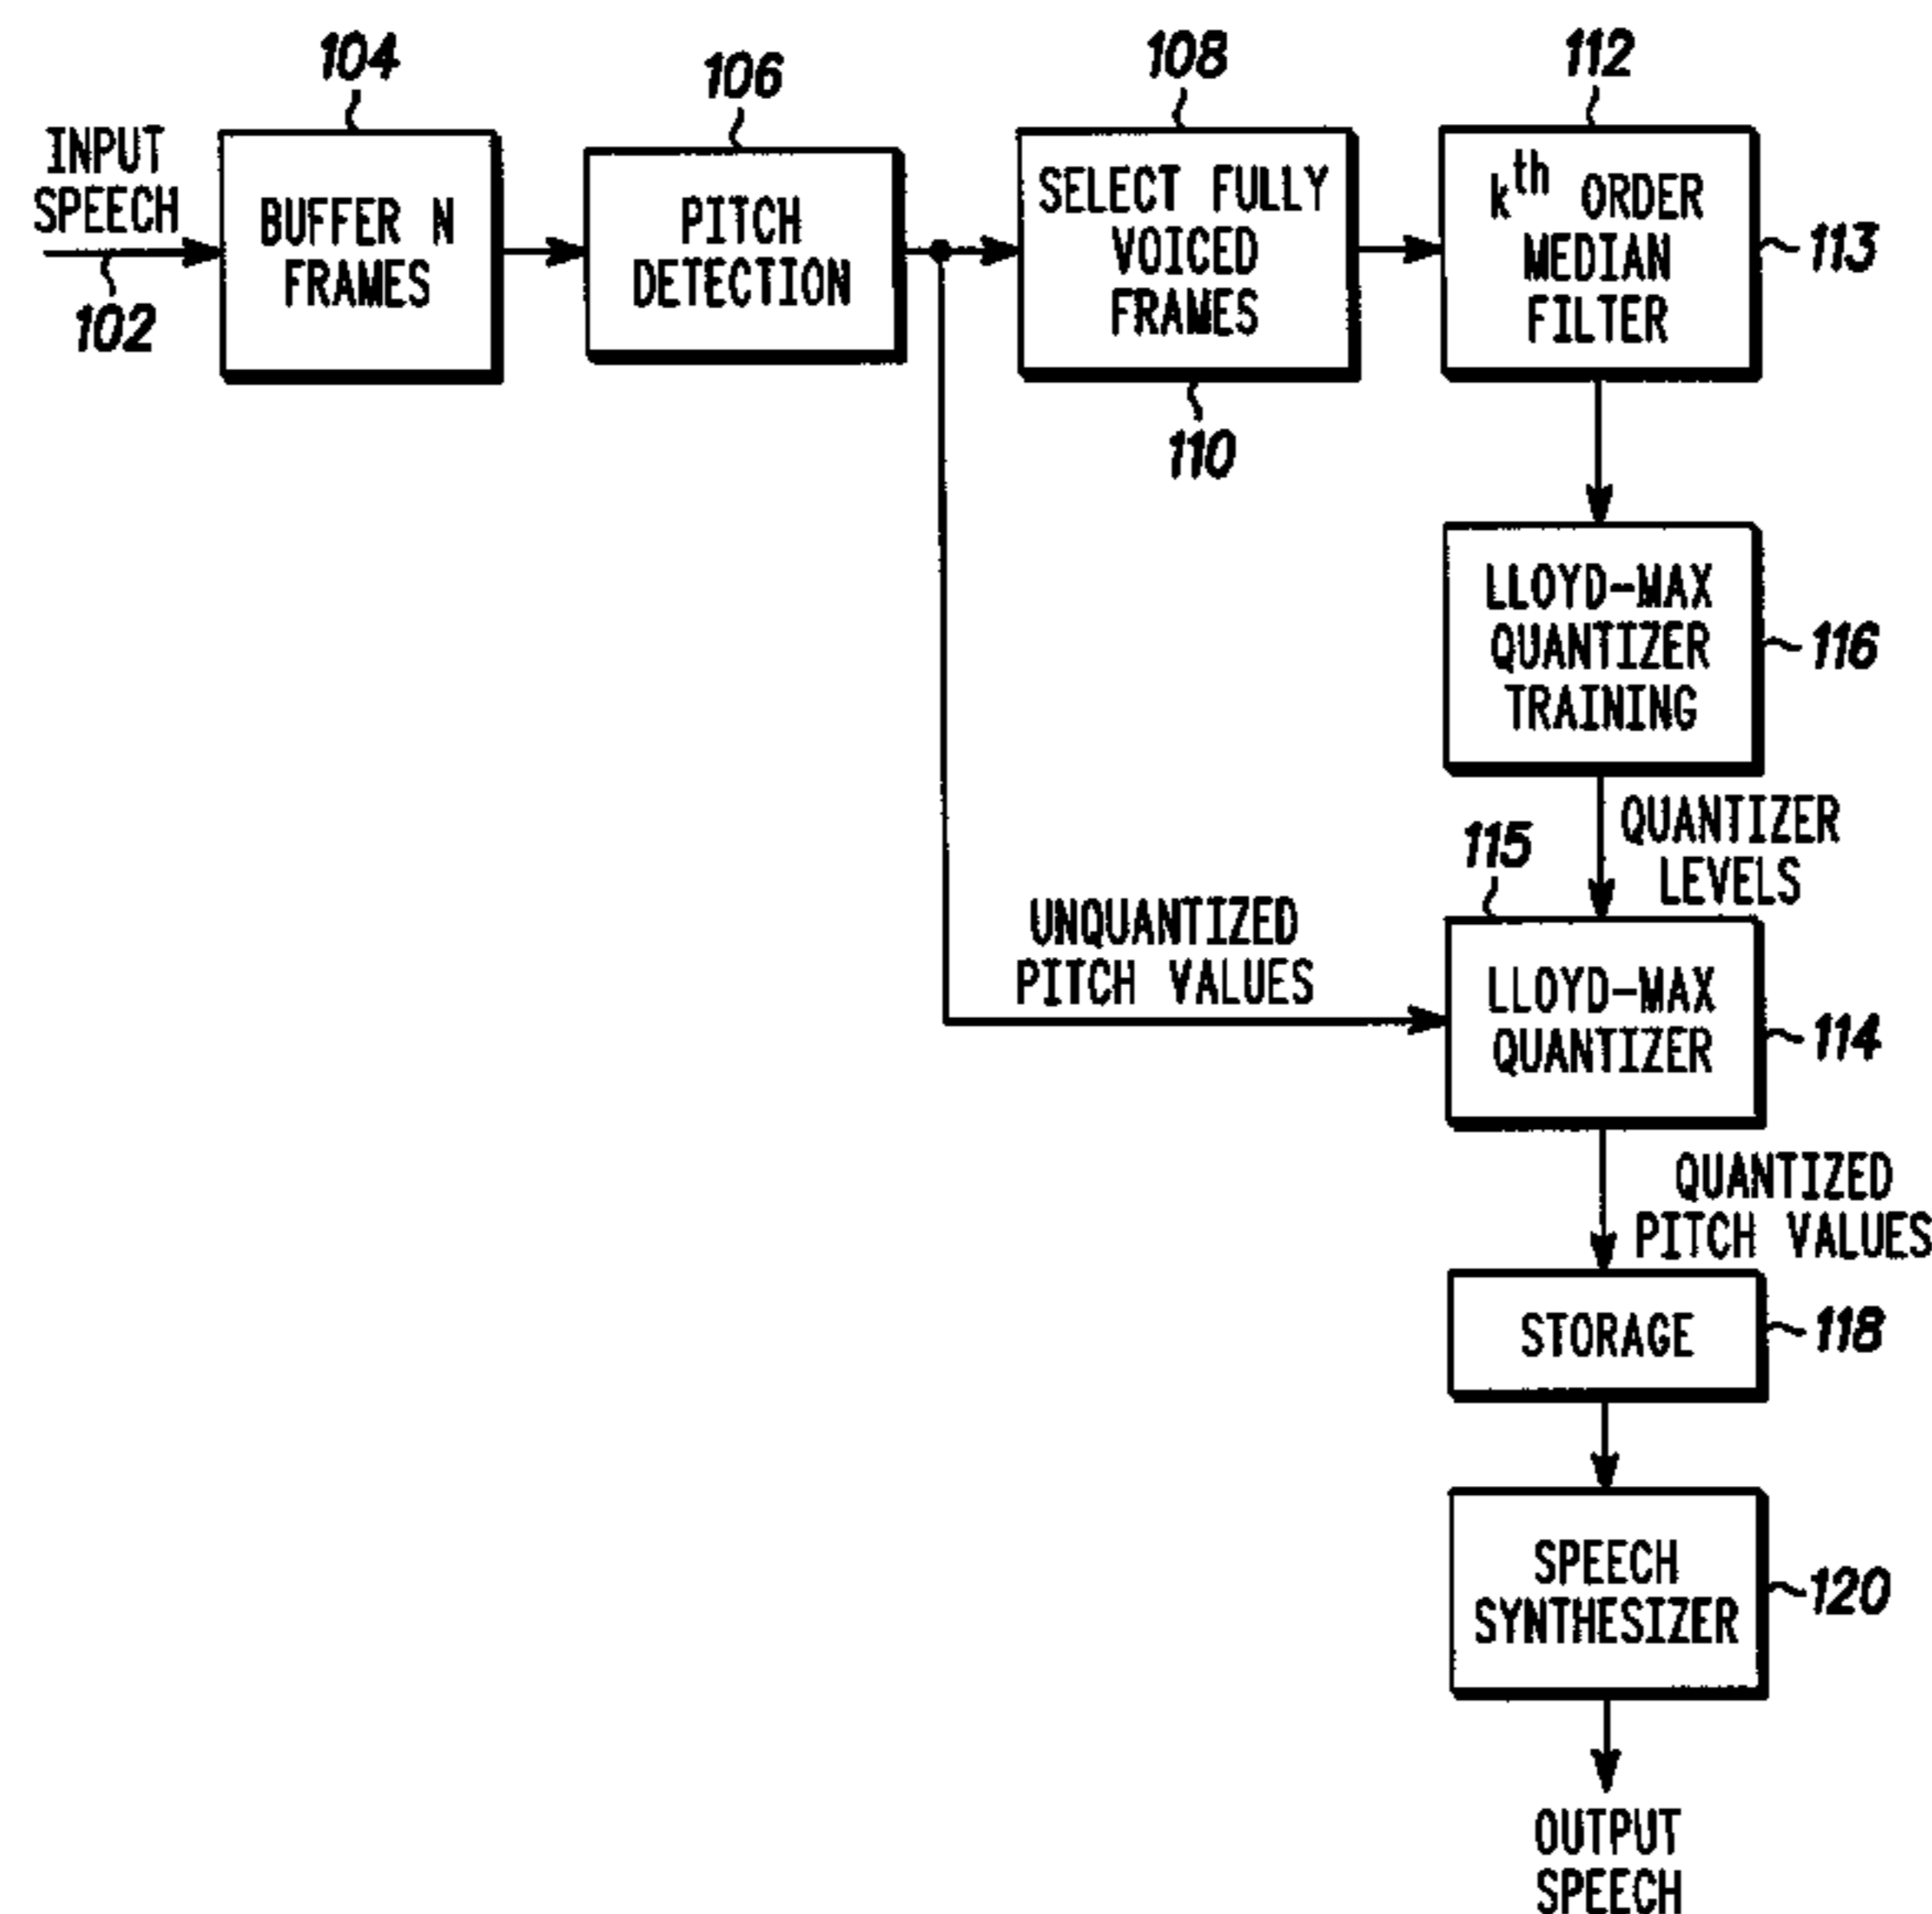 104
106
108
112
INPUT
SPEECH
102
BUFFER N
FRAMES
PITCH
DETECTION
SELECT FULLY
VOICED
FRAMES
110
kth ORDER
MEDIAN
FILTER
113
LLOYD-MAX
QUANTIZER
TRAINING
116
QUANTIZER
LEVELS
115
UNQUANTIZED
PITCH VALUES
LLOYD-MAX
QUANTIZER
114
QUANTIZED
PITCH VALUES
STORAGE
118
SPEECH
SYNTHESIZER
120
OUTPUT
SPEECH